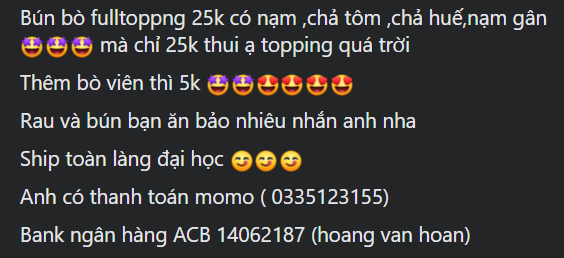 Bún bò fulltoppng 25k có nạm ,chả tôm ,chả huế,nạm gân
🤩🤩🤩 mà chỉ 25k thui ạ topping quá trời
Thêm bò viên thì 5k 🤩🤩😍😍😍😍
Rau và bún bạn ăn bảo nhiêu nhắn anh nha
Ship toàn làng đại học 😋😋😋
Anh có thanh toán momo ( 0335123155)
Bank ngân hàng ACB 14062187 (hoang van hoan)